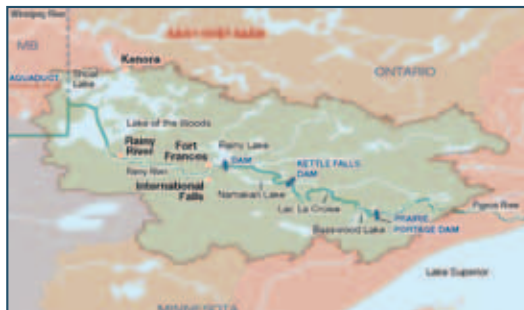 Winnipeg River
MB
Kenora
ONTARIO
AQUADUCT
Shoal
Lake
Lake of the Woods
Rainy
River
Fort
Frances
Rainy Lake
DAM
KETTLE FALLS
DAM
Rainy River
International
Falls
Namakan Lake
Lac La Croixe
Basswood Lake
PRAIRIE
PORTAGE DAM
Pigeon River
Lake Superior
MINNESOTA